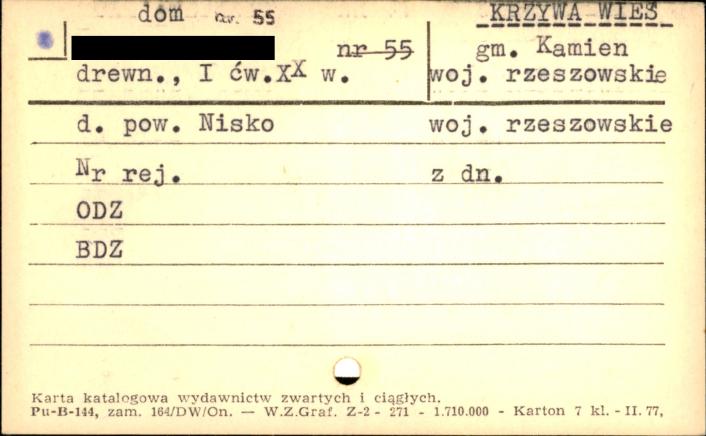 dom nr. 55 KRZYWA WIEŚ
nr 55 gm. Kamien
drewn., I ćw.XX w. woj. rzeszowskie
d. pow. Nisko woj. rzeszowskie
Nr rej. z dn.
ODZ
BDZ
Karta katalogowa wydawnictw zwartych i ciągłych.
Pu-B-144, zam. 164/DW/On. — W.Z.Graf. Z-2 - 271 - 1.710.000 - Karton 7 kl. - II. 77,